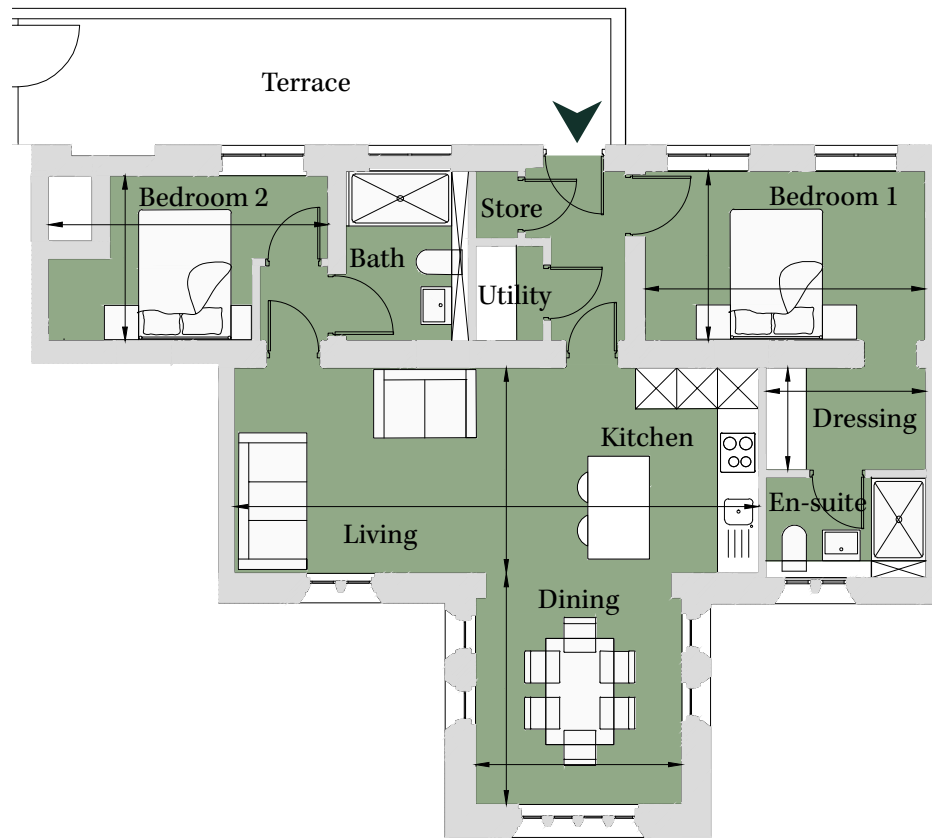 Terrace
Bedroom 2
Bedroom 1
Store
Bath
Utility
Dressing
Kitchen
En-suite
Living
Dining